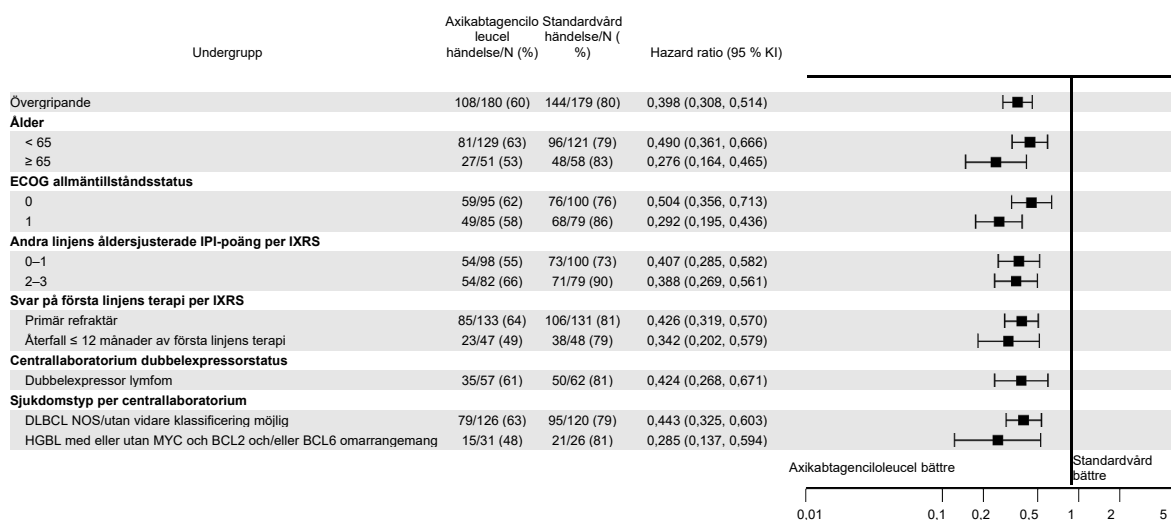 Axikabtagencilo Standardvård
leucel händelse/N (
Undergrupp händelse/N (%) %) Hazard ratio (95 % KI)
Övergripande 108/180 (60) 144/179 (80) 0,398 (0,308, 0,514)
Ålder
< 65 81/129 (63) 96/121 (79) 0,490 (0,361, 0,666)
≥ 65 27/51 (53) 48/58 (83) 0,276 (0,164, 0,465)
ECOG allmäntillståndsstatus
0 59/95 (62) 76/100 (76) 0,504 (0,356, 0,713)
1 49/85 (58) 68/79 (86) 0,292 (0,195, 0,436)
Andra linjens åldersjusterade IPI-poäng per IXRS
0–1 54/98 (55) 73/100 (73) 0,407 (0,285, 0,582)
2–3 54/82 (66) 71/79 (90) 0,388 (0,269, 0,561)
Svar på första linjens terapi per IXRS
Primär refraktär 85/133 (64) 106/131 (81) 0,426 (0,319, 0,570)
Återfall ≤ 12 månader av första linjens terapi 23/47 (49) 38/48 (79) 0,342 (0,202, 0,579)
Centrallaboratorium dubbelexpressorstatus
Dubbelexpressor lymfom 35/57 (61) 50/62 (81) 0,424 (0,268, 0,671)
Sjukdomstyp per centrallaboratorium
DLBCL NOS/utan vidare klassificering möjlig 79/126 (63) 95/120 (79) 0,443 (0,325, 0,603)
HGBL med eller utan MYC och BCL2 och/eller BCL6 omarrangemang 15/31 (48) 21/26 (81) 0,285 (0,137, 0,594)
Axikabtagenciloleucel bättre Standardvård
bättre
0,01 0,1 0,2 0,5 1 2 5